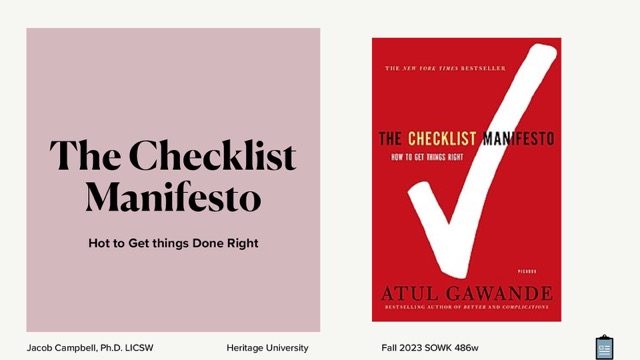 The Checklist
Manifesto
Hot to Get things Done Right
THE NEW YORK TIMES BESTSELLER
THE CHECKLIST MANIFESTO
HOW TO GET THINGS RIGHT
PICADOR
ATUL GAWANDE
BESTSELLING AUTHOR OF BETTER AND COMPLICATIONS
Jacob Campbell, Ph.D. LICSW
Heritage University
Fall 2023 SOWK 486w